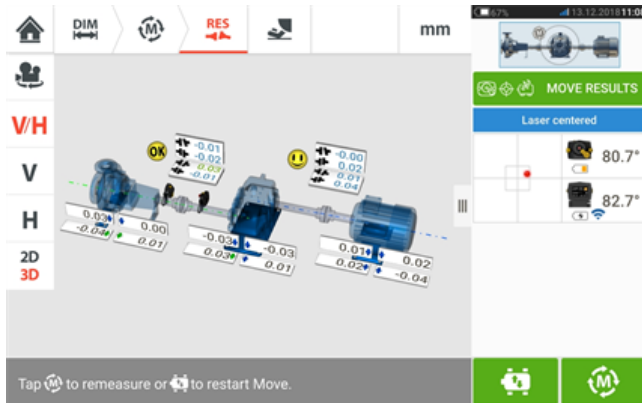 DIM
M
RES
mm
67%
13.12.2018 11:08
MOVE RESULTS
Laser centered
80.7°
82.7°
V/H
V
H
2D
3D
OK
-0.01
-0.02
0.03
-0.01
-0.00
0.02
0.01
0.04
0.03 0.00
-0.04 0.01
-0.03 -0.03
0.03 0.01
0.01 0.02
0.02 -0.04
Tap M to remeasure or to restart Move.
M